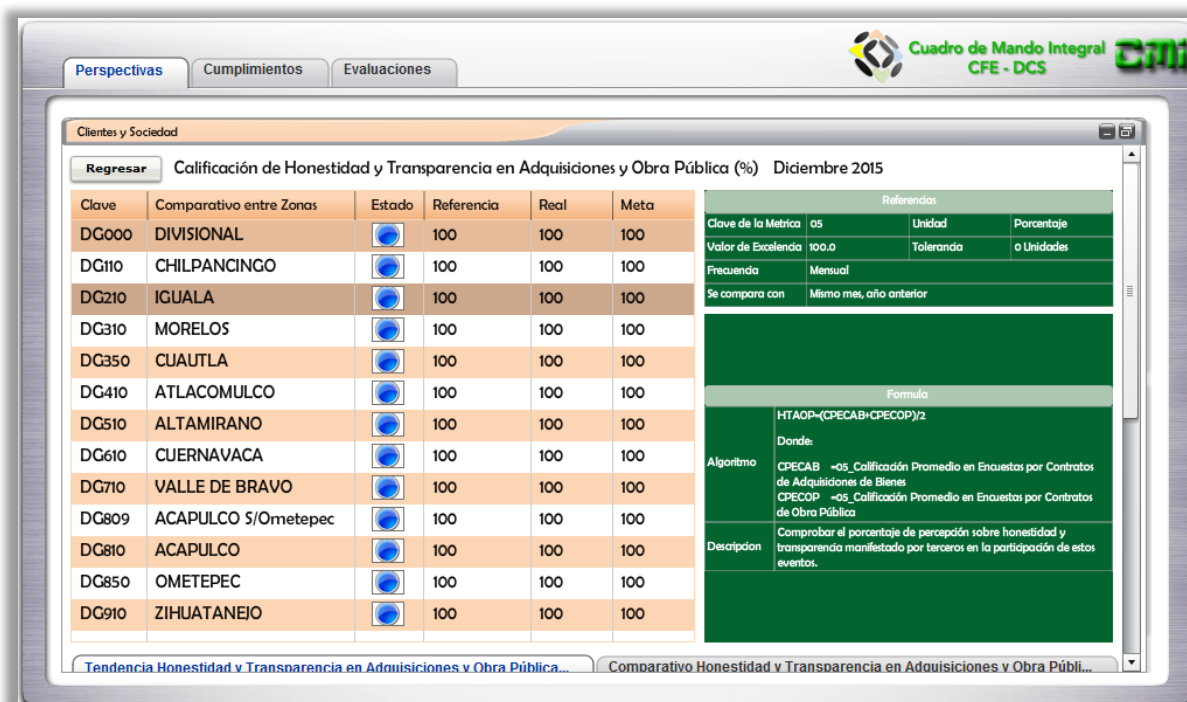 Perspectivas Cumplimientos Evaluaciones
Cuadro de Mando Integral
CFE - DCS
CMI
Clientes y Sociedad
Regresar Calificación de Honestidad y Transparencia en Adquisiciones y Obra Pública (%) Diciembre 2015
Clave Comparativo entre Zonas Estado Referencia Real Meta
DG000 DIVISIONAL 100 100 100
DG110 CHILPANCINGO 100 100 100
DG210 IGUALA 100 100 100
DG310 MORELOS 100 100 100
DG350 CUAUTLA 100 100 100
DG410 ATLACOMULCO 100 100 100
DG510 ALTAMIRANO 100 100 100
DG610 CUERNAVACA 100 100 100
DG710 VALLE DE BRAVO 100 100 100
DG809 ACAPULCO S/Ometepec 100 100 100
DG810 ACAPULCO 100 100 100
DG850 OMETEPEC 100 100 100
DG910 ZIHUATANEJO 100 100 100
Referencias
Clave de la Metrica 05 Unidad Porcentaje
Valor de Excelencia 100.0 Tolerancia 0 Unidades
Frecuencia Mensual
Se compara con Mismo mes, año anterior
Formula
Algoritmo
HTAOP=(CPECAB+CPECOP)/2
Donde:
CPECAB =05_Calificación Promedio en Encuestas por Contratos
de Adquisiciones de Bienes
CPECOP =05_Calificación Promedio en Encuestas por Contratos
de Obra Pública
Descripcion
Comprobar el porcentaje de percepción sobre honestidad y
transparencia manifestado por terceros en la participación de estos
eventos.
Tendencia Honestidad y Transparencia en Adquisiciones y Obra Pública... Comparativo Honestidad y Transparencia en Adquisiciones y Obra Públi...